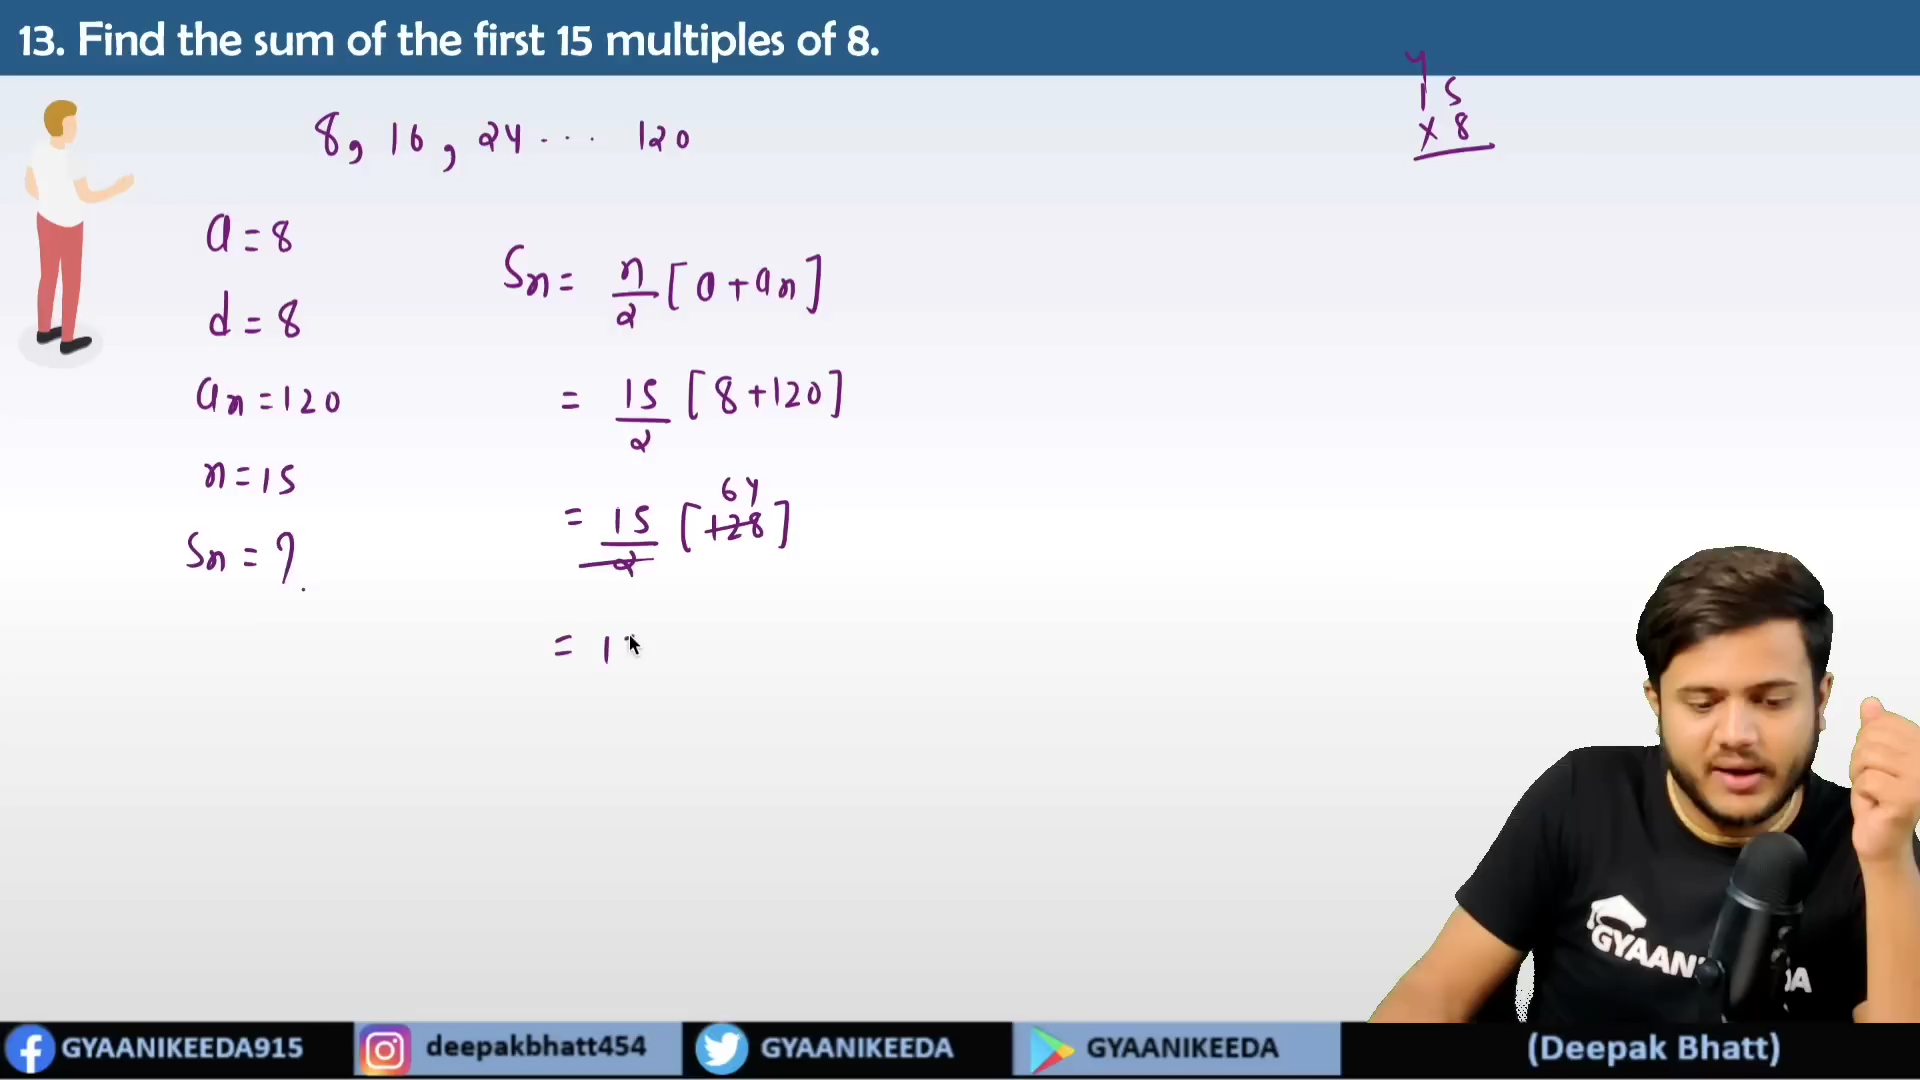 13. Find the sum of the first 15 multiples of 8.
8, 16, 24 ... 120
4
15
× 8
a = 8
d = 8
an = 120
n = 15
Sn = ?
Sn = n/2 [a + an]
= 15/2 [8 + 120]
64
= 15/2 [128]
= 1
GYAANI
DA
GYAANIKEEDA915
deepakbhatt454
GYAANIKEEDA
GYAANIKEEDA
(Deepak Bhatt)